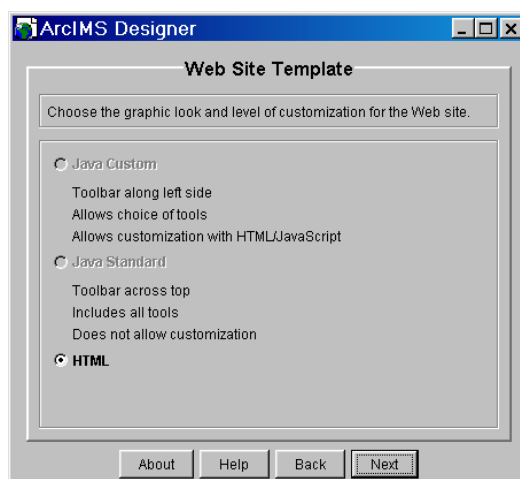 ArcIMS Designer
Web Site Template
Choose the graphic look and level of customization for the Web site.
Java Custom
Toolbar along left side
Allows choice of tools
Allows customization with HTML/JavaScript
Java Standard
Toolbar across top
Includes all tools
Does not allow customization
HTML
About Help Back Next